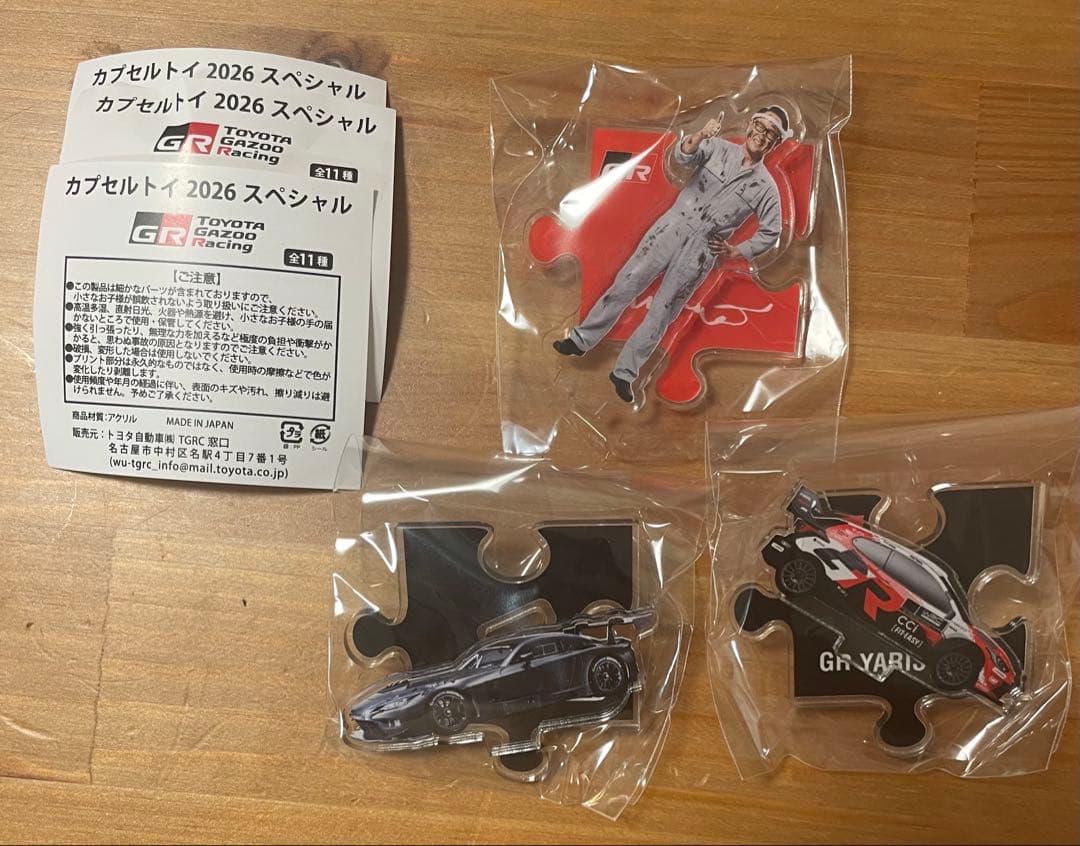 カプセルトイ 2026 スペシャル
カプセルトイ 2026 スペシャル
GR TOYOTA
GAZOO
Racing
全11種
カプセルトイ 2026 スペシャル
GR TOYOTA
GAZOO
Racing
全11種
【ご注意】
●この製品は細かなパーツが含まれておりますので、
小さなお子様が誤飲されないよう取り扱いにご注意ください。
●高温多湿、直射日光、火器や熱源を避け、小さなお子様の手の届
かないところで使用・保管してください。
●強く引っ張ったり、無理な力を加えるなど極度の負担や衝撃がか
かると、思わぬ事故の原因となりますのでご注意ください。
●破損、変形した場合は使用しないでください。
●プリント部分は永久的なものではなく、使用時の摩擦などで色が
変化したり剥離します。
●使用頻度や年月の経過に伴い、表面のキズや汚れ、擦り減りは避
けられません。予めご了承ください。
商品材質:アクリル MADE IN JAPAN
販売元:トヨタ自動車㈱ TGRC 窓口
名古屋市中村区名駅4丁目7番1号
(wu-tgrc_info@mail.toyota.co.jp)
プラ
袋:PP
紙
シール
GR
GR
CCI
[FINEASY]
GR YARIS